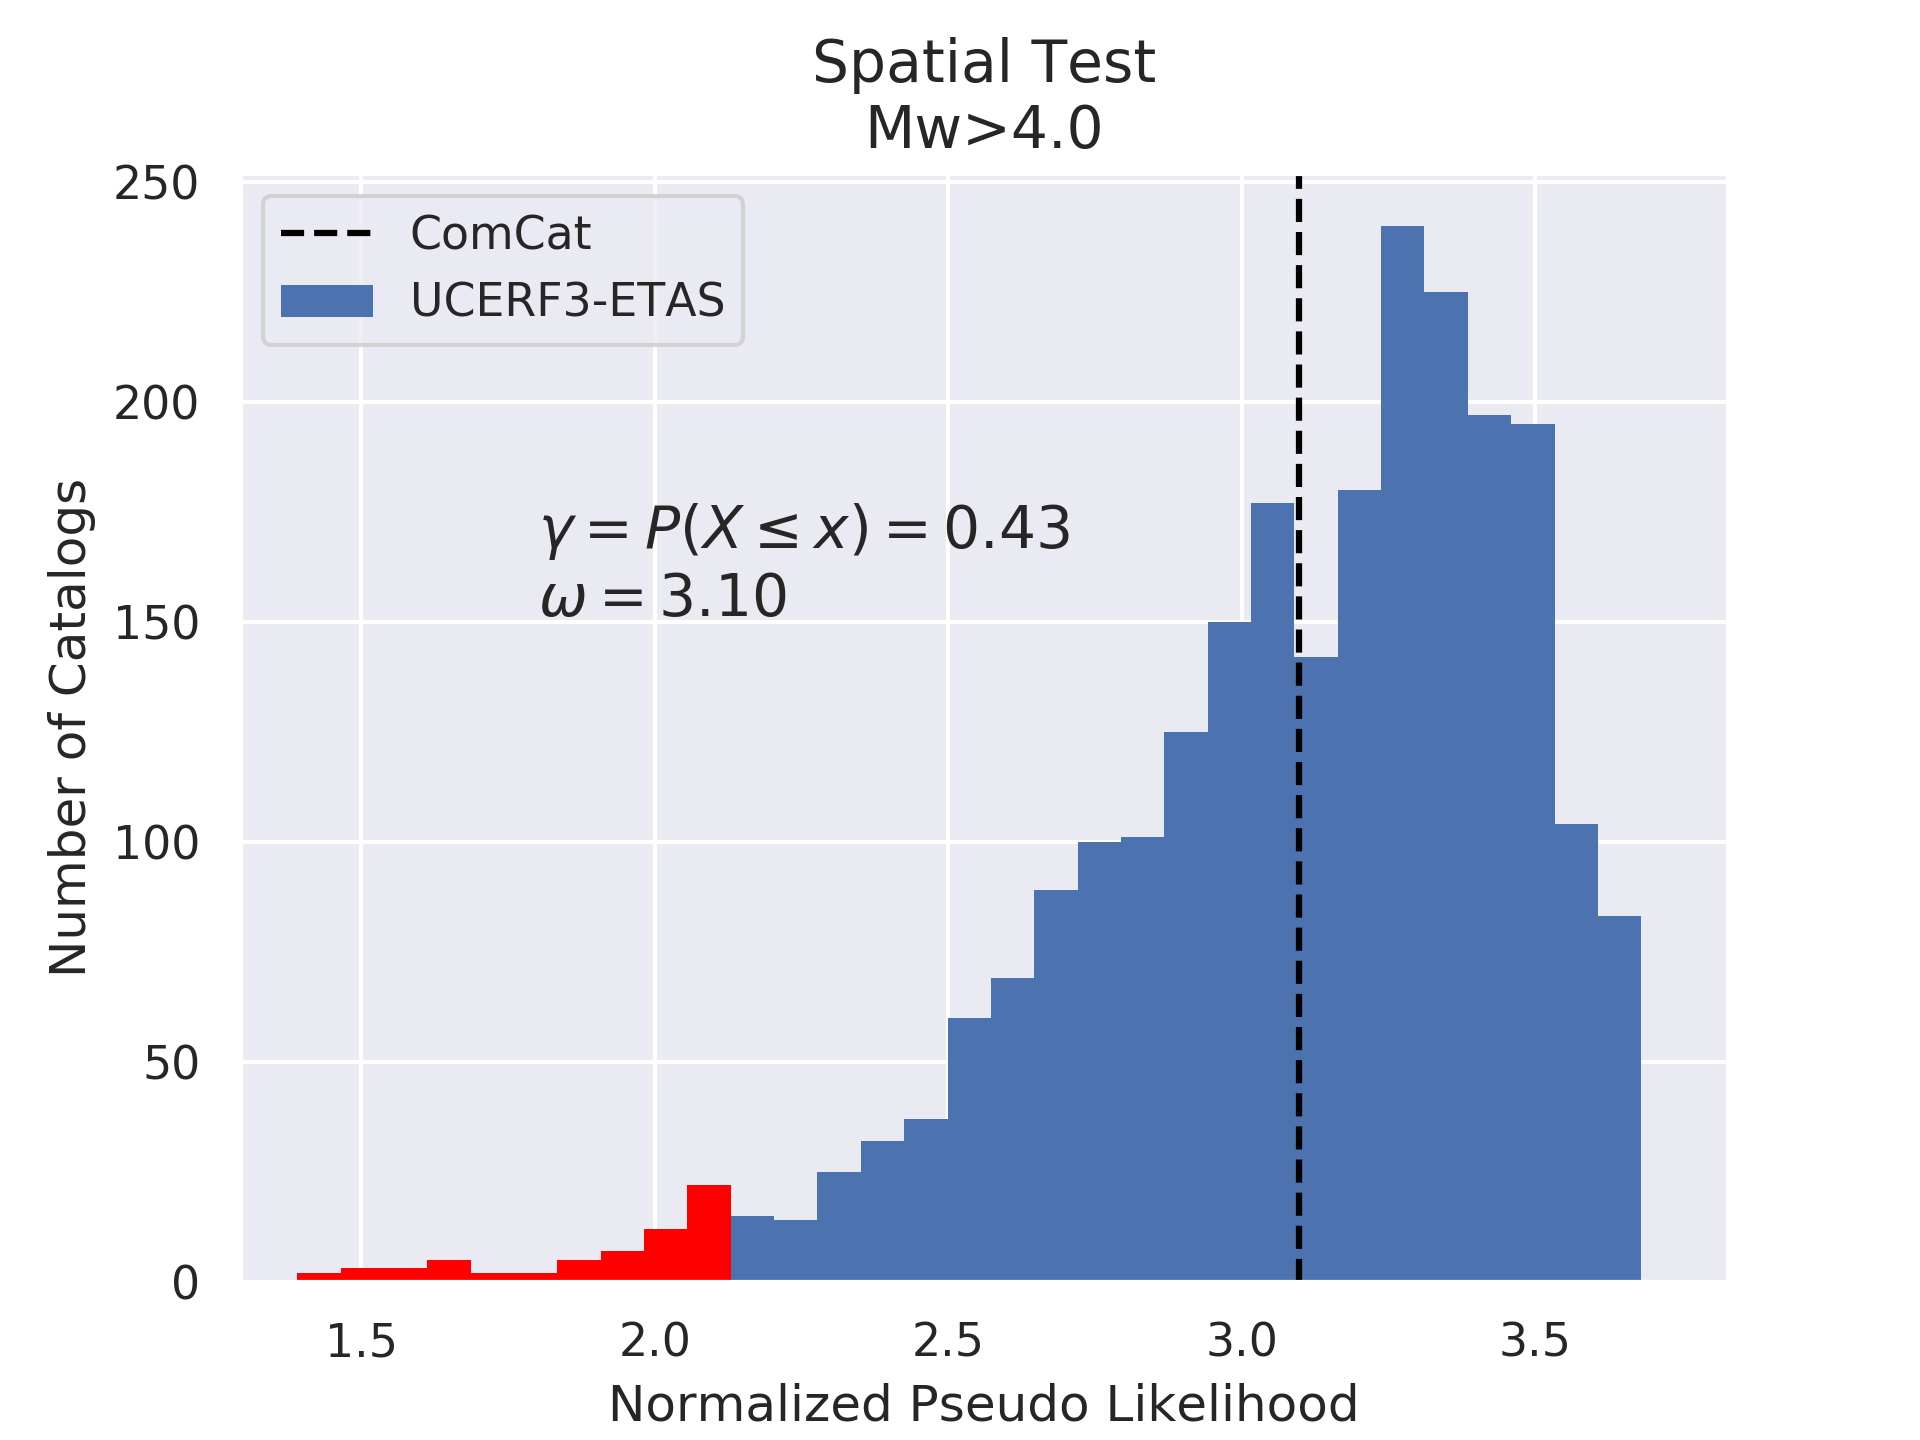 Spatial Test
Mw>4.0
250
200
150
100
50
0
Number of Catalogs
ComCat
UCERF3-ETAS
γ = P(X ≤ x) = 0.43
ω = 3.10
1.5 2.0 2.5 3.0 3.5
Normalized Pseudo Likelihood